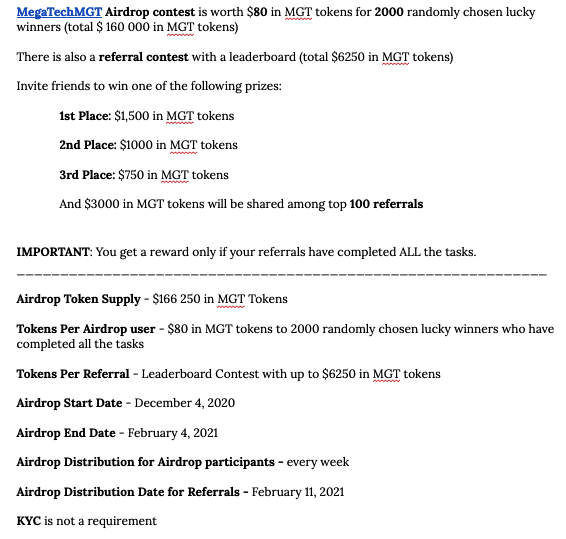 MegaTechMGT Airdrop contest is worth $80 in MGT tokens for 2000 randomly chosen lucky
winners (total $ 160 000 in MGT tokens)
There is also a referral contest with a leaderboard (total $6250 in MGT tokens)
Invite friends to win one of the following prizes:
1st Place: $1,500 in MGT tokens
2nd Place: $1000 in MGT tokens
3rd Place: $750 in MGT tokens
And $3000 in MGT tokens will be shared among top 100 referrals
IMPORTANT: You get a reward only if your referrals have completed ALL the tasks.
Airdrop Token Supply - $166 250 in MGT Tokens
Tokens Per Airdrop user - $80 in MGT tokens to 2000 randomly chosen lucky winners who have
completed all the tasks
Tokens Per Referral - Leaderboard Contest with up to $6250 in MGT tokens
Airdrop Start Date - December 4, 2020
Airdrop End Date - February 4, 2021
Airdrop Distribution for Airdrop participants - every week
Airdrop Distribution Date for Referrals - February 11, 2021
KYC is not a requirement